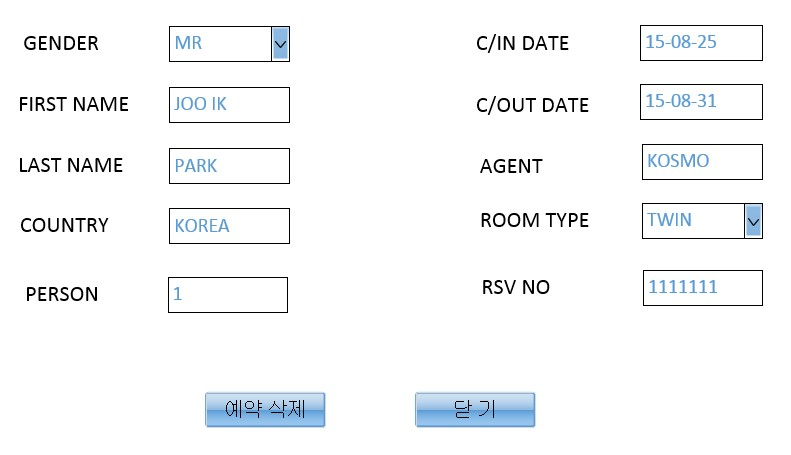 GENDER MR C/IN DATE 15-08-25
FIRST NAME JOO IK C/OUT DATE 15-08-31
LAST NAME PARK AGENT KOSMO
COUNTRY KOREA ROOM TYPE TWIN
PERSON 1 RSV NO 1111111
예약 삭제 닫 기